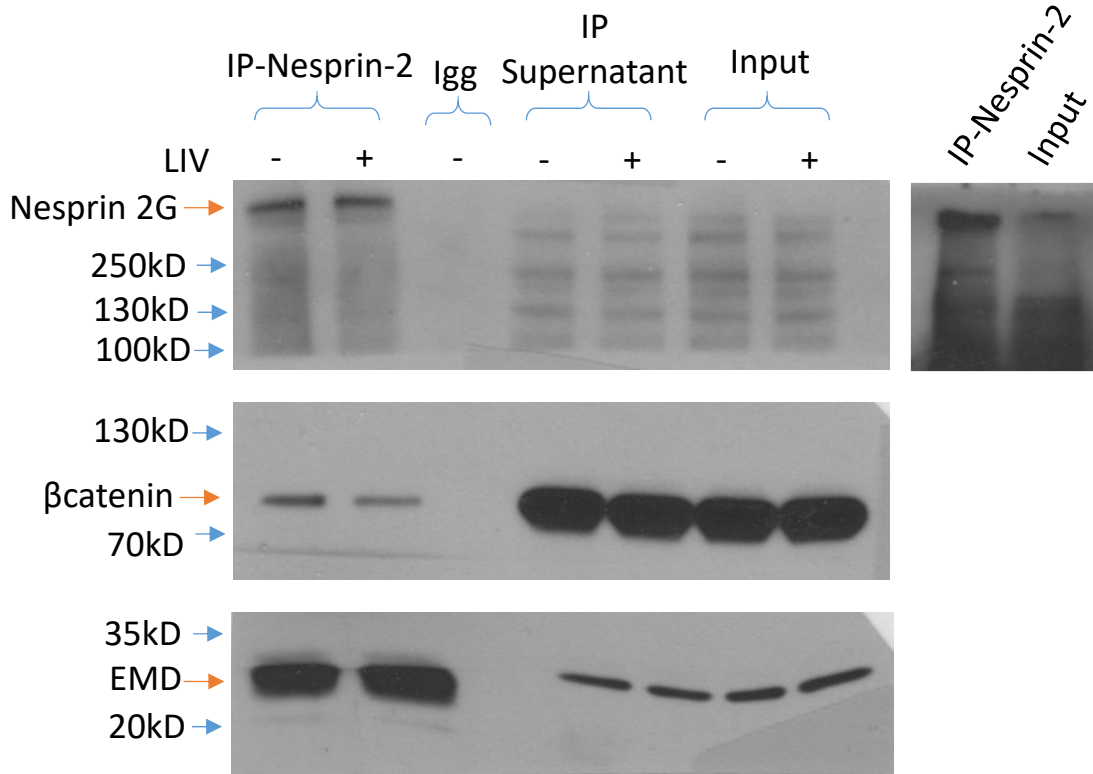 IP-Nesprin-2
Igg
IP
Supernatant
Input
IP-Nesprin-2
Input
LIV
- + - - + - +
Nesprin 2G
250kD
130kD
100kD
130kD
βcatenin
70kD
35kD
EMD
20kD